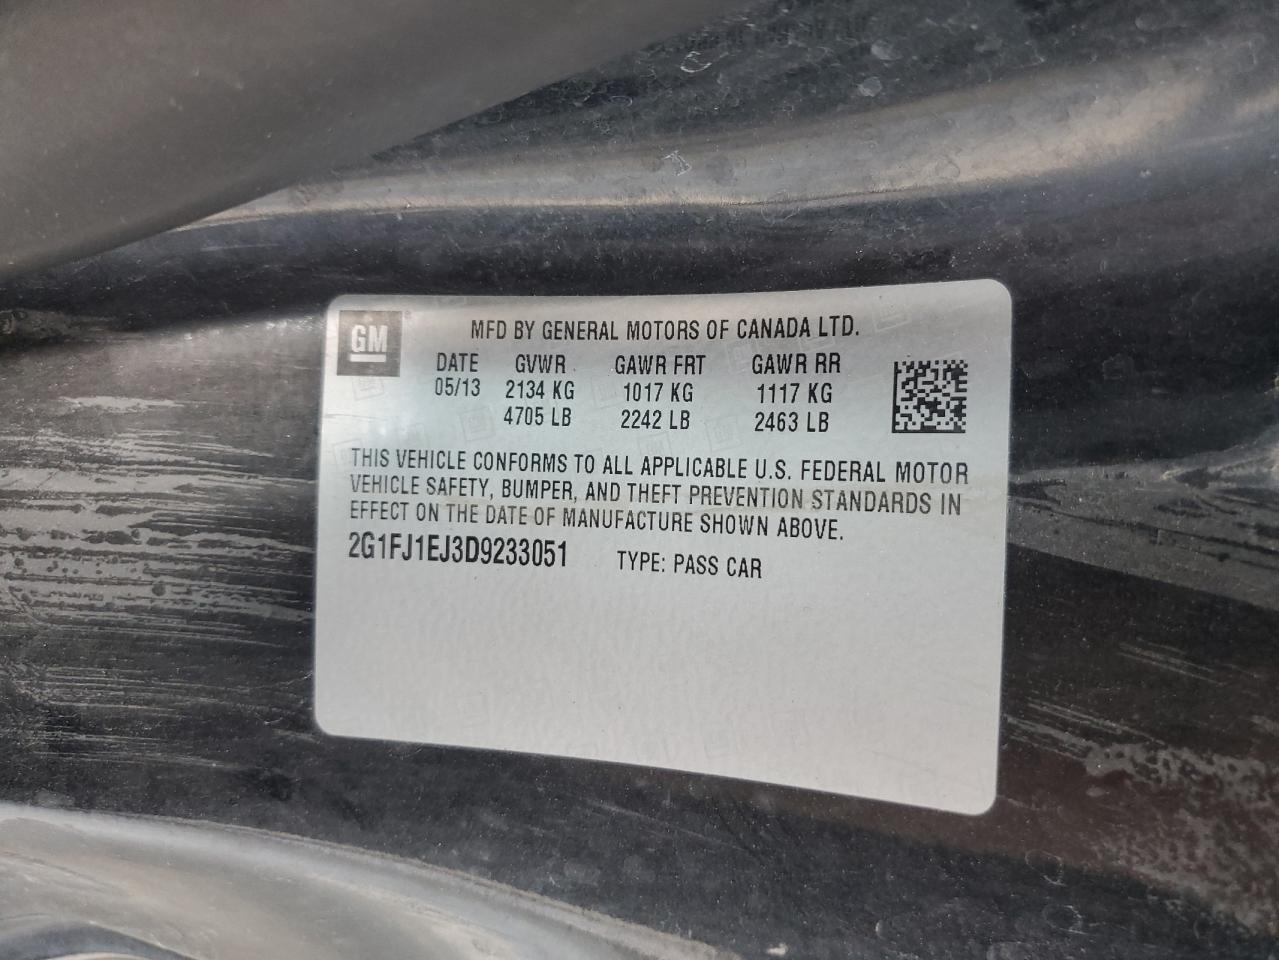 GM
MFD BY GENERAL MOTORS OF CANADA LTD.
DATE GVWR GAWR FRT GAWR RR
05/13 2134 KG 1017 KG 1117 KG
4705 LB 2242 LB 2463 LB
THIS VEHICLE CONFORMS TO ALL APPLICABLE U.S. FEDERAL MOTOR
VEHICLE SAFETY, BUMPER, AND THEFT PREVENTION STANDARDS IN
EFFECT ON THE DATE OF MANUFACTURE SHOWN ABOVE.
2G1FJ1EJ3D9233051 TYPE: PASS CAR